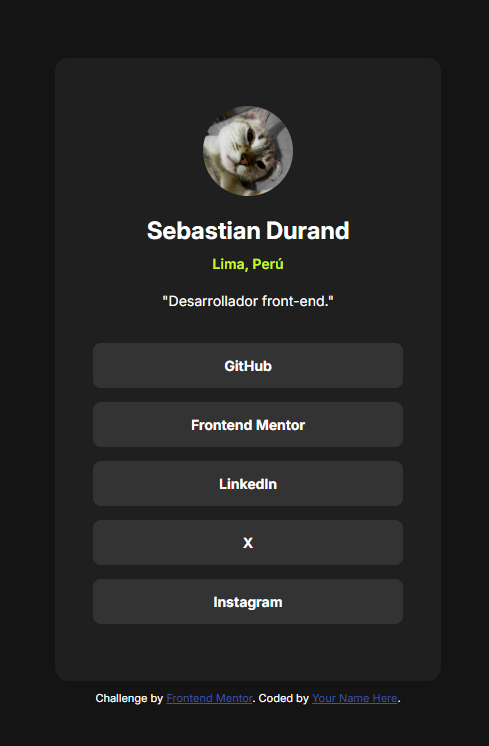 Sebastian Durand
Lima, Perú
"Desarrollador front-end."
GitHub
Frontend Mentor
LinkedIn
X
Instagram
Challenge by Frontend Mentor. Coded by Your Name Here.